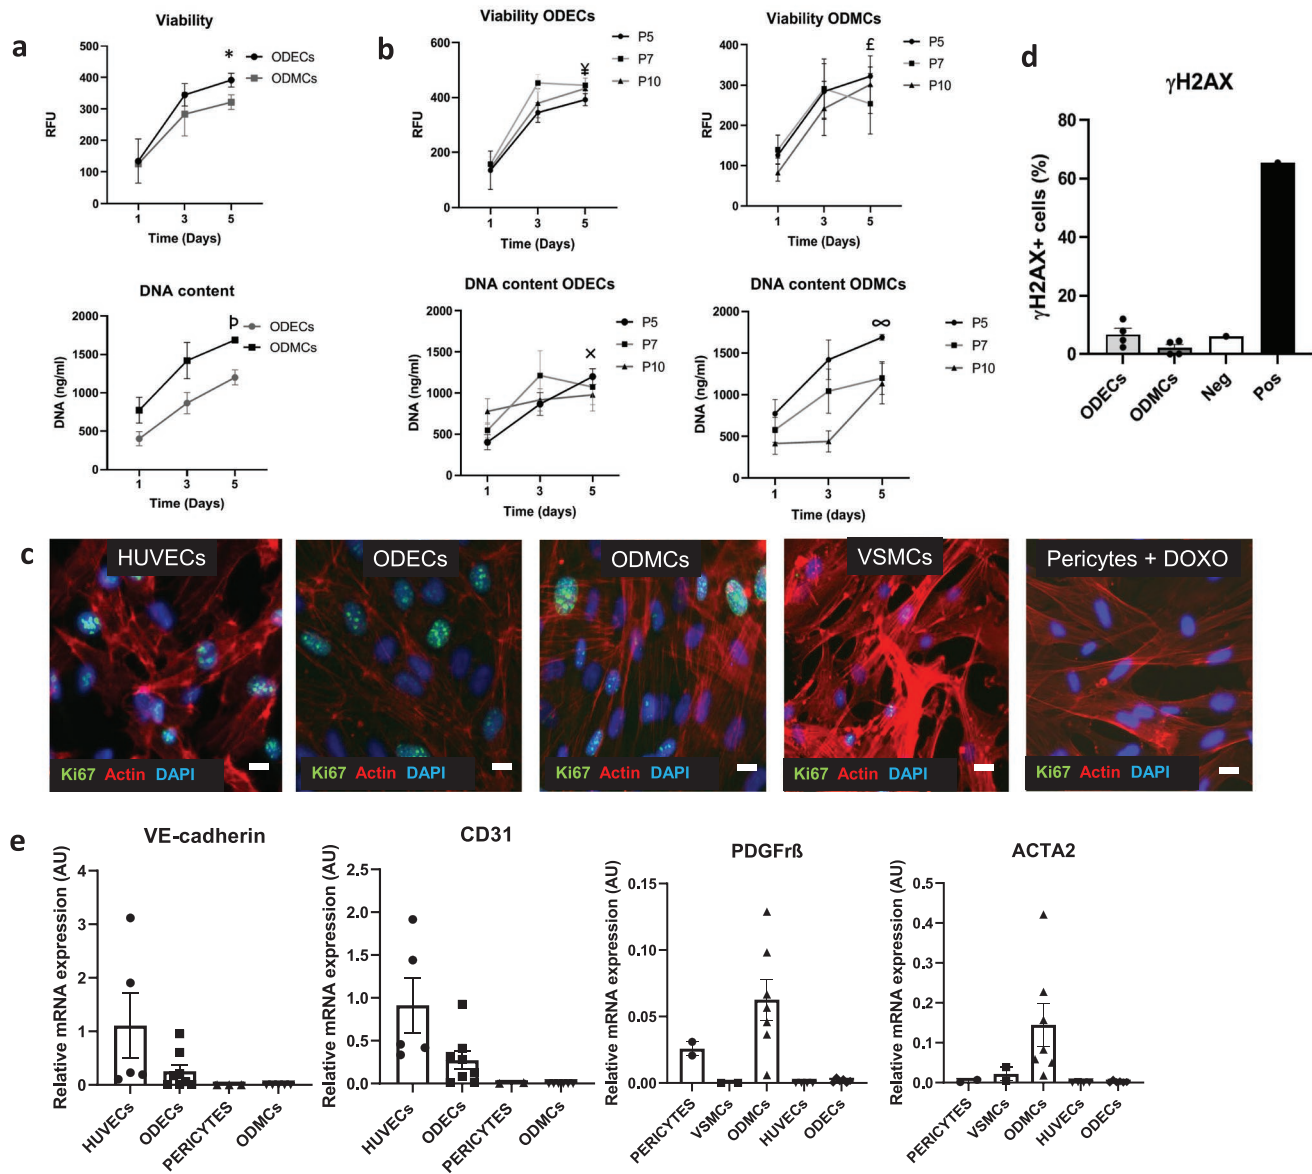 a
Viability
500
400
300
200
100
0
RFU
*
ODECs
ODMCs
1 3 5
Time (Days)
DNA content
2000
1500
1000
500
0
DNA (ng/ml)
þ
ODECs
ODMCs
1 3 5
Time (Days)
b
Viability ODECs
600
400
200
0
RFU
¥
P5
P7
P10
1 3 5
Time (Days)
Viability ODMCs
400
300
200
100
0
RFU
£
P5
P7
P10
1 3 5
Time (Days)
DNA content ODECs
2000
1500
1000
500
0
DNA (ng/ml)
×
P5
P7
P10
1 3 5
Time (days)
DNA content ODMCs
2000
1500
1000
500
0
DNA (ng/ml)
∞
P5
P7
P10
1 3 5
Time (days)
d
γH2AX
80
60
40
20
0
γH2AX+ cells (%)
ODECs
ODMCs
Neg
Pos
c
HUVECs
Ki67 Actin DAPI
ODECs
Ki67 Actin DAPI
ODMCs
Ki67 Actin DAPI
VSMCs
Ki67 Actin DAPI
Pericytes + DOXO
Ki67 Actin DAPI
e
VE-cadherin
Relative mRNA expression (AU)
4
3
2
1
0
HUVECs
ODECs
PERICYTES
ODMCs
CD31
Relative mRNA expression (AU)
2.5
2.0
1.5
1.0
0.5
0.0
HUVECs
ODECs
PERICYTES
ODMCs
PDGFrß
Relative mRNA expression (AU)
0.15
0.10
0.05
0.00
PERICYTES
VSMCs
ODMCs
HUVECs
ODECs
ACTA2
Relative mRNA expression (AU)
0.5
0.4
0.3
0.2
0.1
0.0
PERICYTES
VSMCs
ODMCs
HUVECs
ODECs